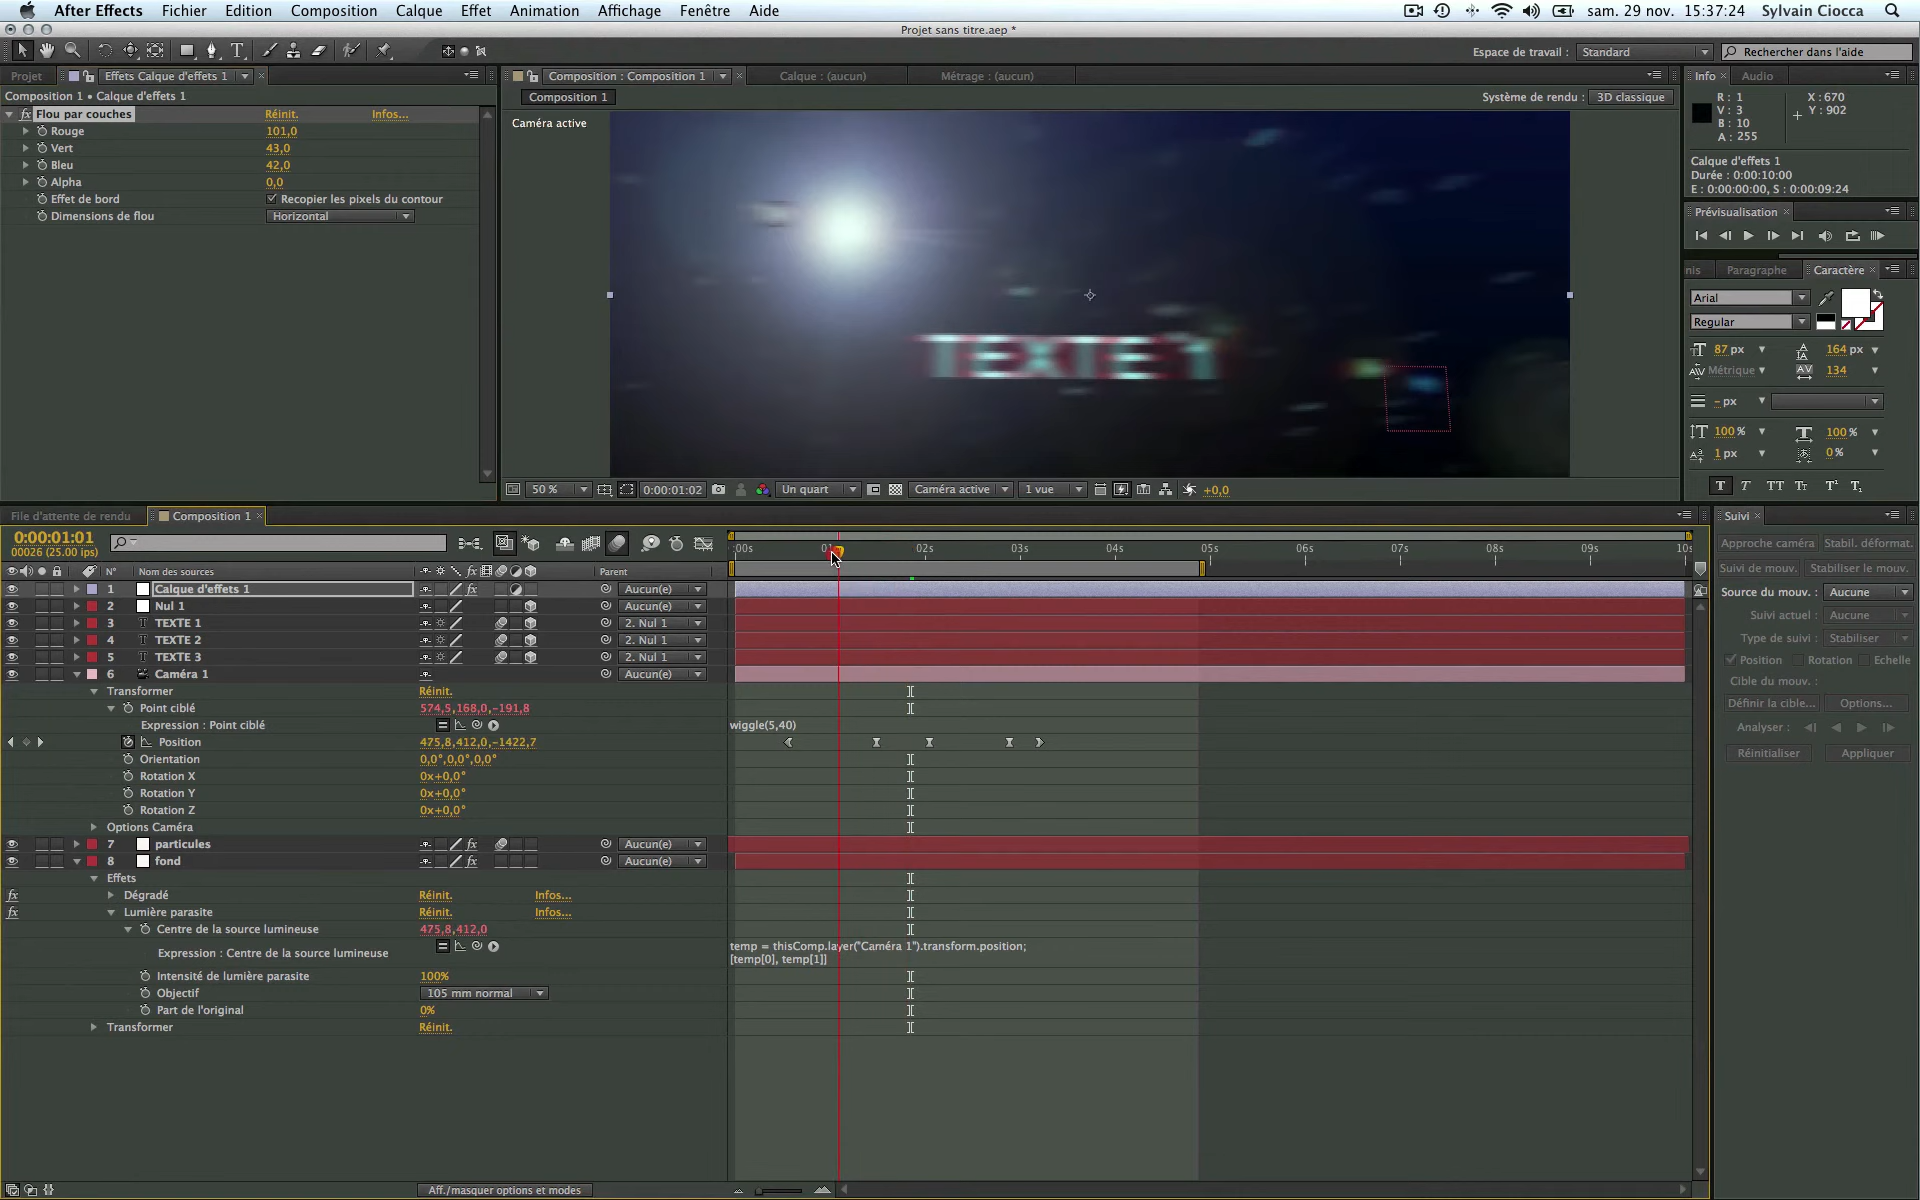 After Effects Fichier Edition Composition Calque Effet Animation Affichage Fenêtre Aide sam. 29 nov. 15:37:24 Sylvain Ciocca
Projet sans titre.aep *
Espace de travail : Standard Rechercher dans l'aide
Projet Effets Calque d'effets 1
Composition 1 • Calque d'effets 1
Flou par couches Réinit. Infos...
Rouge 101,0
Vert 43,0
Bleu 42,0
Alpha 0,0
Effet de bord Recopier les pixels du contour
Dimensions de flou Horizontal
Composition : Composition 1 Calque : (aucun) Métrage : (aucun)
Composition 1 Système de rendu : 3D classique
Caméra active
TEXTE 1
50 % 0:00:01:02 Un quart Caméra active 1 vue +0,0
Info Audio
R : 1 X : 670
V : 3 Y : 902
B : 10
A : 255
Calque d'effets 1
Durée : 0:00:10:00
E : 0:00:00:00, S : 0:00:09:24
Prévisualisation
nis Paragraphe Caractère
Arial
Regular
87 px 164 px
Métrique 134
- px
100 % 100 %
1 px 0 %
T T TT Tr T¹ T₁
File d'attente de rendu Composition 1
0:00:01:01
00026 (25.00 ips)
:00s 01s 02s 03s 04s 05s 06s 07s 08s 09s 10s
N° Nom des sources fx Parent
1 Calque d'effets 1 fx Aucun(e)
2 Nul 1 Aucun(e)
3 T TEXTE 1 2. Nul 1
4 T TEXTE 2 2. Nul 1
5 T TEXTE 3 2. Nul 1
6 Caméra 1 Aucun(e)
Transformer Réinit.
Point ciblé 574,5,168,0,-191,8
Expression : Point ciblé wiggle(5,40)
Position 475,8,412,0,-1422,7
Orientation 0,0°,0,0°,0,0°
Rotation X 0x+0,0°
Rotation Y 0x+0,0°
Rotation Z 0x+0,0°
Options Caméra
7 particules fx Aucun(e)
8 fond fx Aucun(e)
Effets
fx Dégradé Réinit. Infos...
fx Lumière parasite Réinit. Infos...
Centre de la source lumineuse 475,8,412,0
Expression : Centre de la source lumineuse
temp = thisComp.layer("Caméra 1").transform.position;
[temp[0], temp[1]]
Intensité de lumière parasite 100%
Objectif 105 mm normal
Part de l'original 0%
Transformer Réinit.
Aff./masquer options et modes
Suivi
Approche caméra Stabil. déformat.
Suivi de mouv. Stabiliser le mouv.
Source du mouv. : Aucune
Suivi actuel : Aucune
Type de suivi : Stabiliser
Position Rotation Echelle
Cible du mouv. :
Définir la cible... Options...
Analyser :
Réinitialiser Appliquer